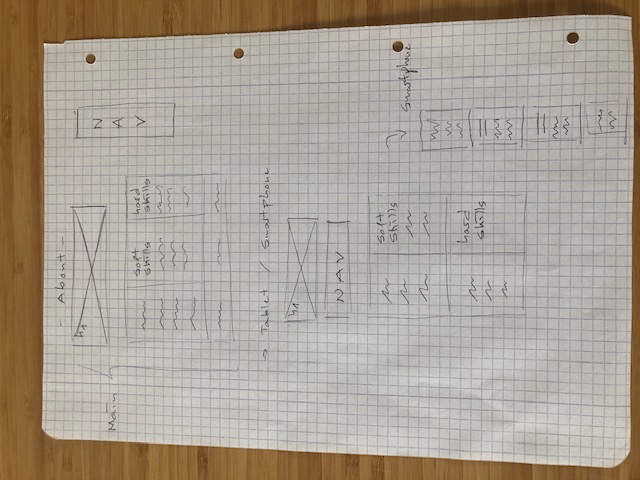 - About -
h1
Main
N
A
V
soft
skills
hard
skills
→ Tablet / Smartphone
h1
NAV
soft
skills
hard
skills
Smartphone